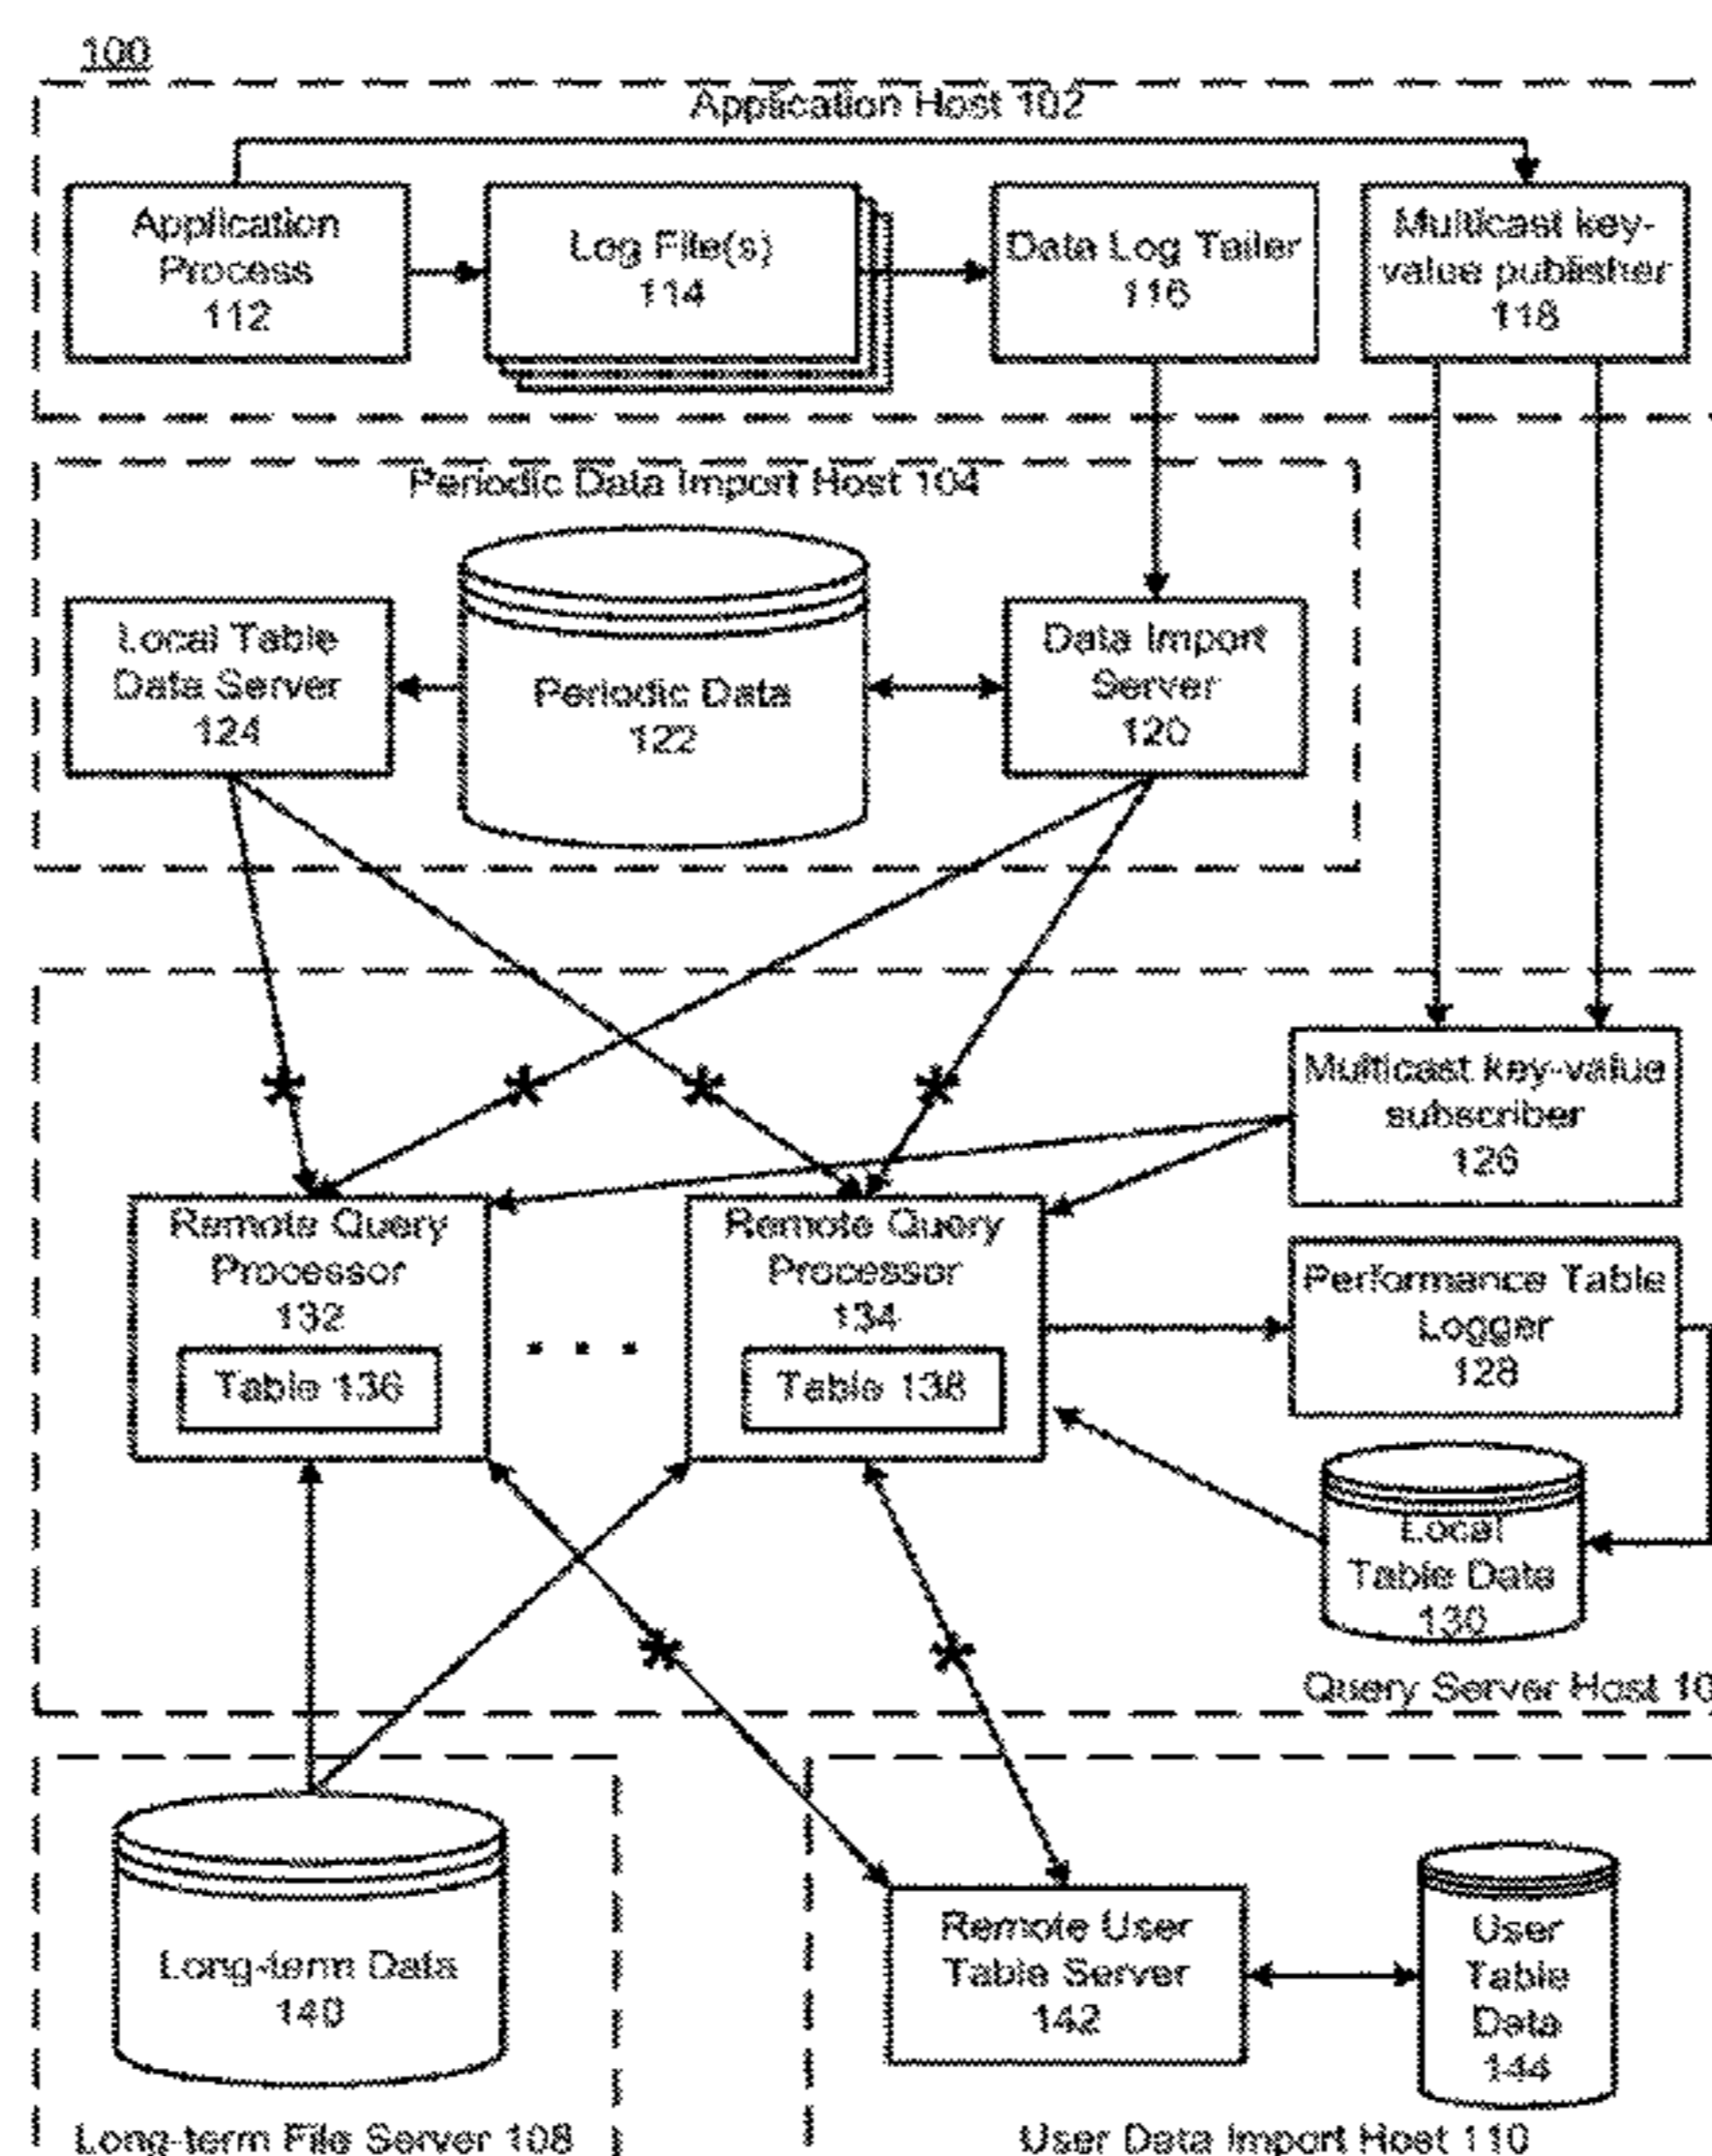 100
Application Host 102
Application
Process
112
Log File(s)
114
Data Log Tailer
116
Multicast key-
value publisher
118
Periodic Data Import Host 104
Local Table
Data Server
124
Periodic Data
122
Data Import
Server
120
Multicast key-value
subscriber
126
Remote Query
Processor
132
Table 136
. . .
Remote Query
Processor
134
Table 138
Performance Table
Logger
128
Local
Table Data
130
Query Server Host 10
Long-term Data
140
Long-term File Server 108
Remote User
Table Server
142
User
Table
Data
144
User Data Import Host 110